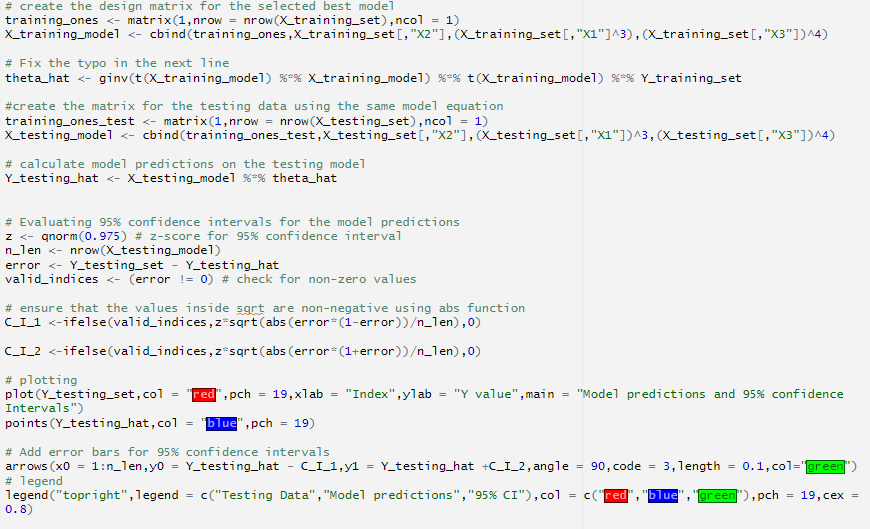 # create the design matrix for the selected best model
training_ones <- matrix(1,nrow = nrow(X_training_set),ncol = 1)
X_training_model <- cbind(training_ones,X_training_set[,"X2"],(X_training_set[,"X1"]^3),(X_training_set[,"X3"])^4)
# Fix the typo in the next line
theta_hat <- ginv(t(X_training_model) %*% X_training_model) %*% t(X_training_model) %*% Y_training_set
#create the matrix for the testing data using the same model equation
training_ones_test <- matrix(1,nrow = nrow(X_testing_set),ncol = 1)
X_testing_model <- cbind(training_ones_test,X_testing_set[,"X2"],(X_testing_set[,"X1"])^3,(X_testing_set[,"X3"])^4)
# calculate model predictions on the testing model
Y_testing_hat <- X_testing_model %*% theta_hat
# Evaluating 95% confidence intervals for the model predictions
z <- qnorm(0.975) # z-score for 95% confidence interval
n_len <- nrow(X_testing_model)
error <- Y_testing_set - Y_testing_hat
valid_indices <- (error != 0) # check for non-zero values
# ensure that the values inside sqrt are non-negative using abs function
C_I_1 <-ifelse(valid_indices,z*sqrt(abs(error*(1-error))/n_len),0)
C_I_2 <-ifelse(valid_indices,z*sqrt(abs(error*(1+error))/n_len),0)
# plotting
plot(Y_testing_set,col = "red",pch = 19,xlab = "Index",ylab = "Y value",main = "Model predictions and 95% confidence
Intervals")
points(Y_testing_hat,col = "blue",pch = 19)
# Add error bars for 95% confidence intervals
arrows(x0 = 1:n_len,y0 = Y_testing_hat - C_I_1,y1 = Y_testing_hat +C_I_2,angle = 90,code = 3,length = 0.1,col="green")
# legend
legend("topright",legend = c("Testing Data","Model predictions","95% CI"),col = c("red","blue","green"),pch = 19,cex =
0.8)